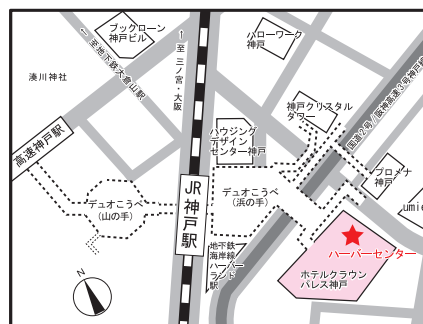 ブックローン
神戸ビル
ハローワーク
神戸
← 至地下鉄大倉山駅
← 至 三ノ宮・大阪
湊川神社
神戸クリスタル
タワー
国道2号/阪神高速3号神戸線
高速神戸駅
ハウジング
デザイン
センター神戸
プロメナ
神戸
JR
神戸駅
デュオこうべ
(山の手)
デュオこうべ
(浜の手)
umie
地下鉄
海岸線
ハーバー
ランド
駅
ハーバーセンター
ホテルクラウン
パレス神戸
N